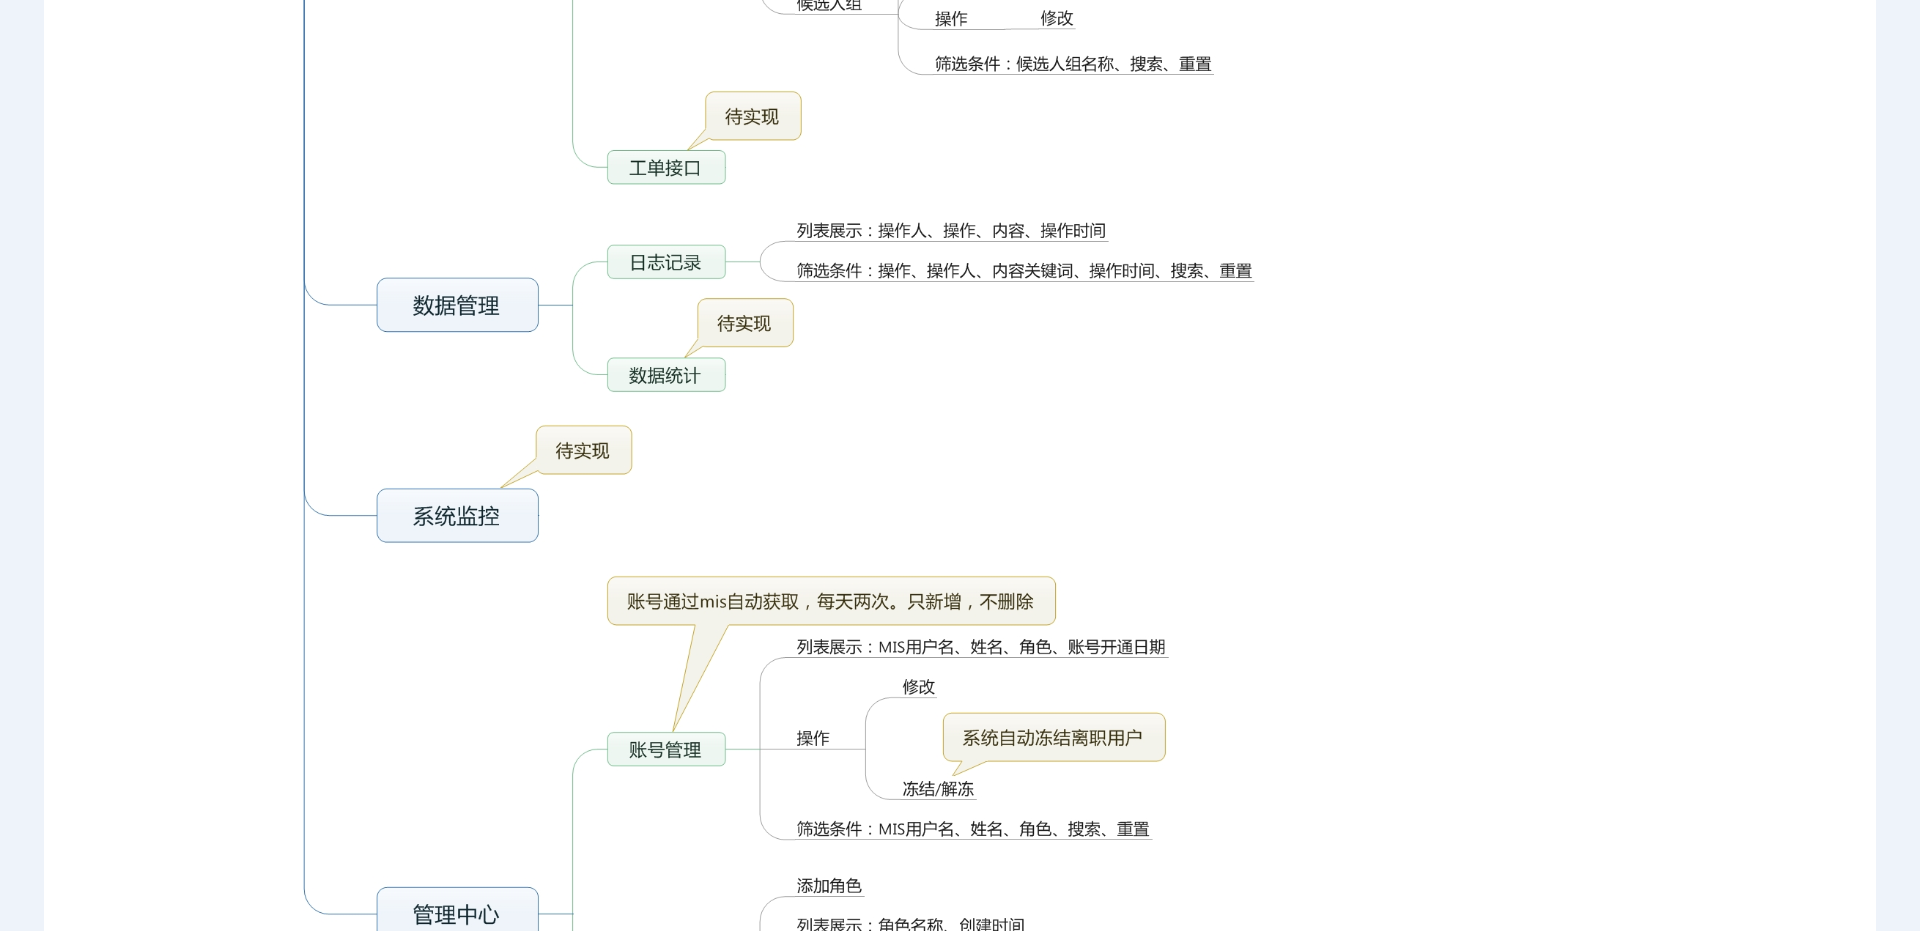 候选人组
操作
修改
筛选条件：候选人组名称、搜索、重置
待实现
工单接口
列表展示：操作人、操作、内容、操作时间
日志记录
筛选条件：操作、操作人、内容关键词、操作时间、搜索、重置
数据管理
待实现
数据统计
待实现
系统监控
账号通过mis自动获取，每天两次。只新增，不删除
列表展示：MIS用户名、姓名、角色、账号开通日期
修改
操作
系统自动冻结离职用户
账号管理
冻结/解冻
筛选条件：MIS用户名、姓名、角色、搜索、重置
添加角色
管理中心
列表展示：角色名称、创建时间